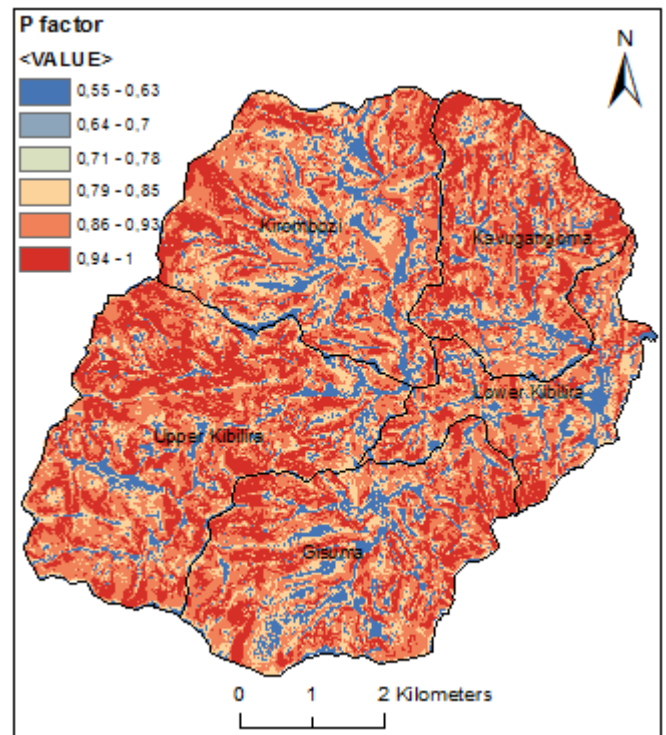 P factor
<VALUE>
0,55 - 0,63
0,64 - 0,7
0,71 - 0,78
0,79 - 0,85
0,86 - 0,93
0,94 - 1
N
Kirombozi
Kavugangoma
Lower Kibilira
Upper Kibilira
Gisuma
0 1 2 Kilometers